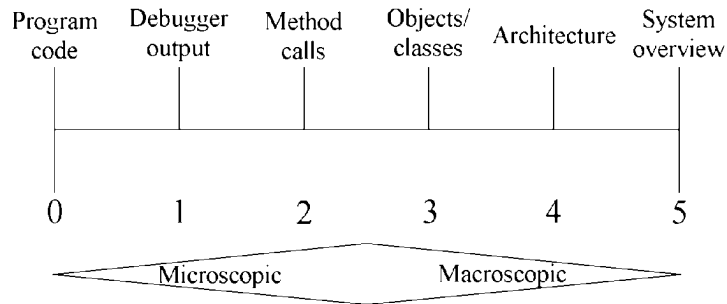 Program
code
Debugger
output
Method
calls
Objects/
classes
Architecture
System
overview
0 1 2 3 4 5
Microscopic Macroscopic